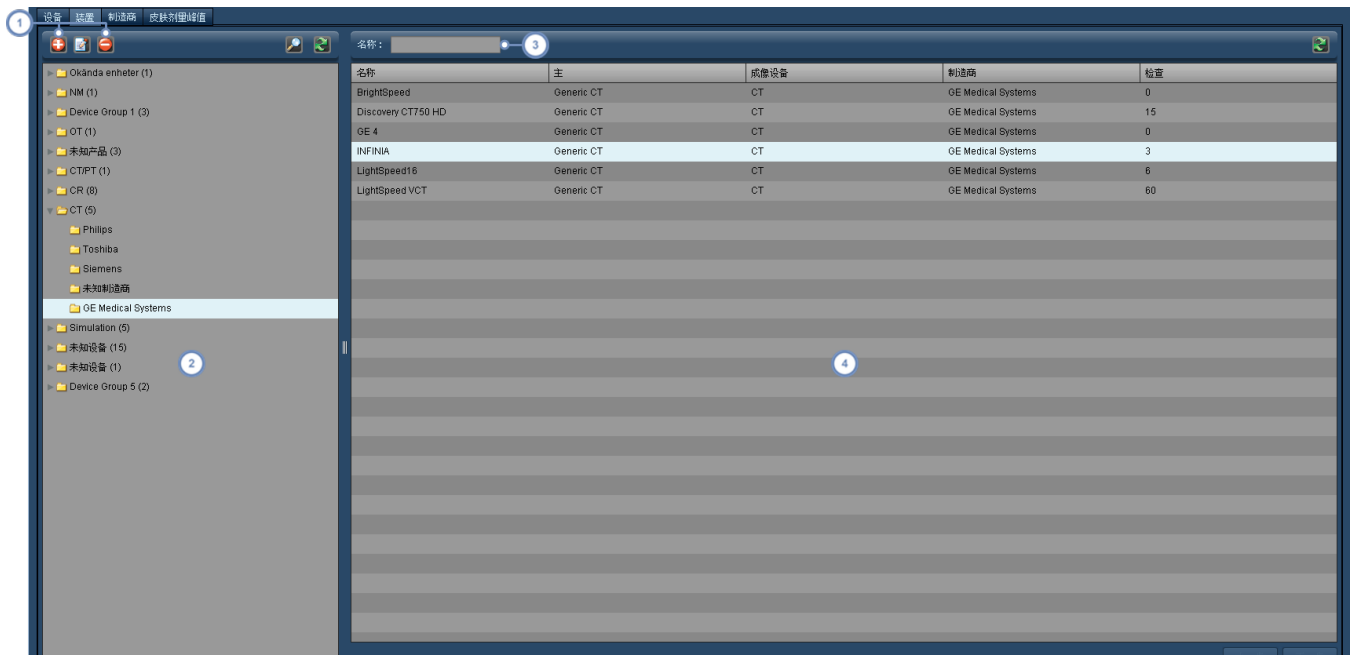 设备 装置 制造商 皮肤剂量峰值
1
名称： 3
Okända enheter (1)
NM (1)
Device Group 1 (3)
OT (1)
未知产品 (3)
CT/PT (1)
CR (8)
CT (5)
Philips
Toshiba
Siemens
未知制造商
GE Medical Systems
Simulation (5)
未知设备 (15)
未知设备 (1)
Device Group 5 (2)
2
名称 主 成像设备 制造商 检查
BrightSpeed Generic CT CT GE Medical Systems 0
Discovery CT750 HD Generic CT CT GE Medical Systems 15
GE 4 Generic CT CT GE Medical Systems 0
INFINIA Generic CT CT GE Medical Systems 3
LightSpeed16 Generic CT CT GE Medical Systems 6
LightSpeed VCT Generic CT CT GE Medical Systems 60
4